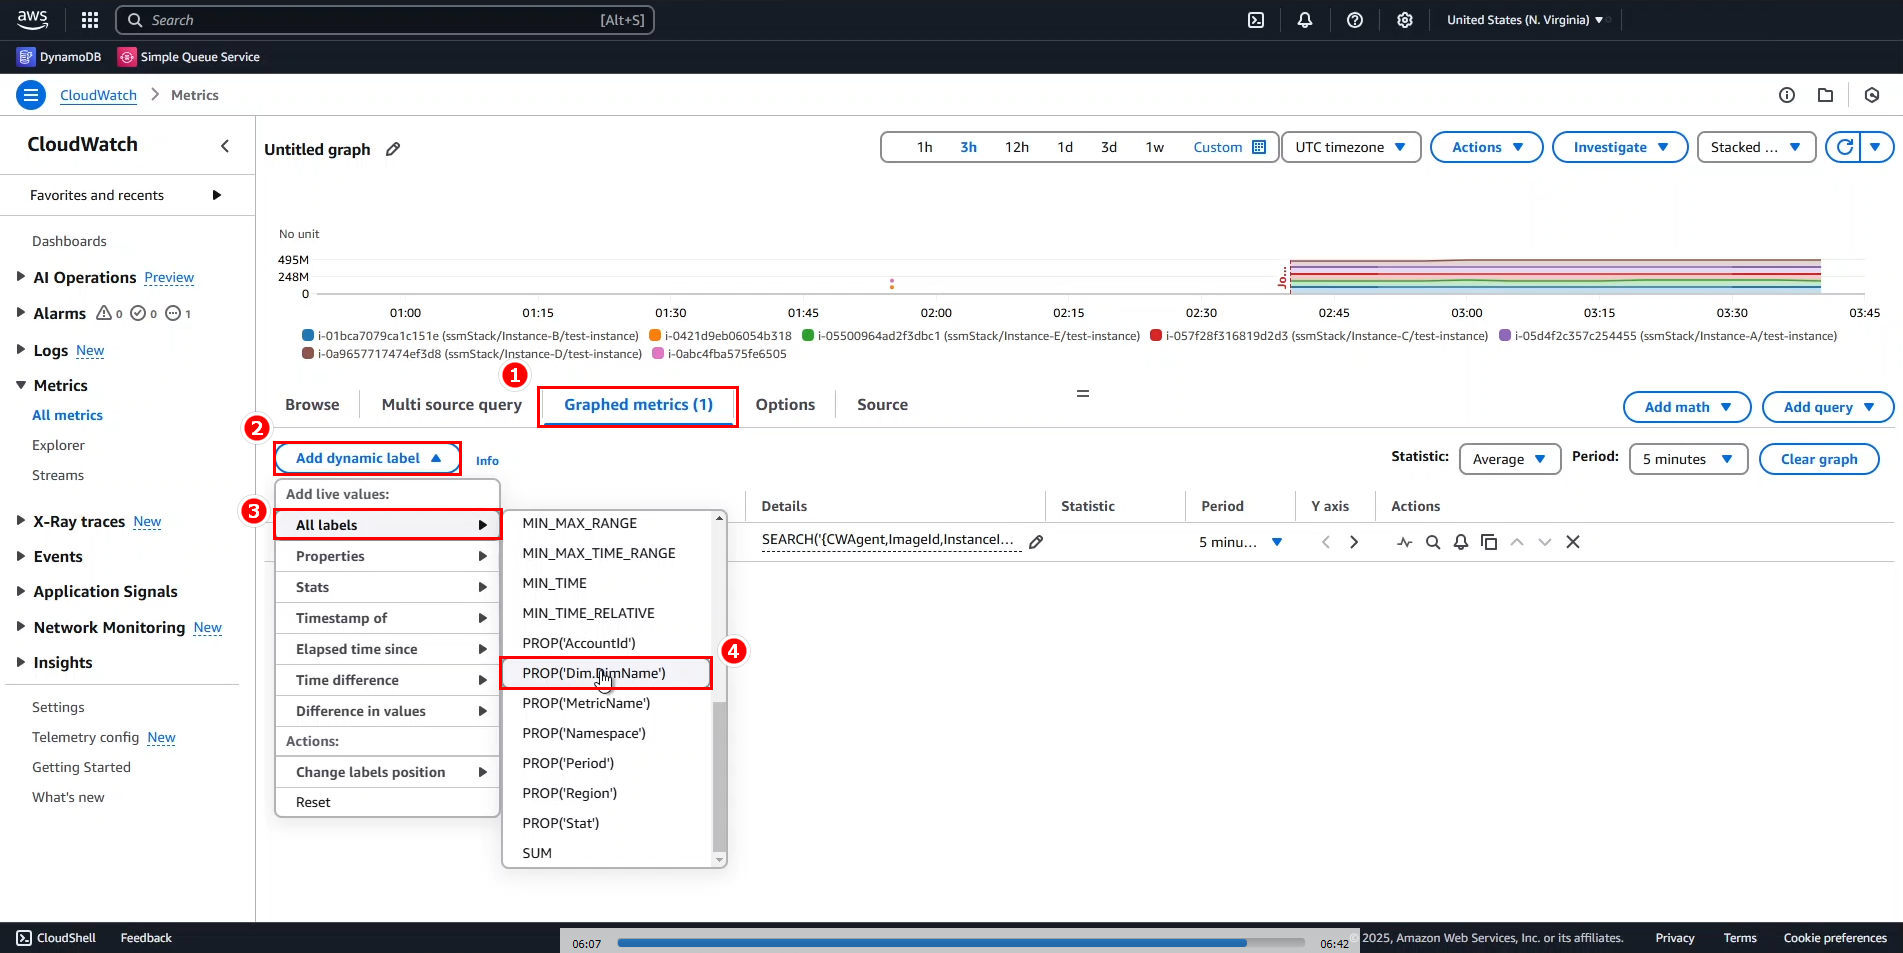 aws
Search
[Alt+S]
United States (N. Virginia)
DynamoDB
Simple Queue Service
CloudWatch
Metrics
CloudWatch
Favorites and recents
Dashboards
AI Operations Preview
Alarms 0 0 1
Logs New
Metrics
All metrics
Explorer
Streams
X-Ray traces New
Events
Application Signals
Network Monitoring New
Insights
Settings
Telemetry config New
Getting Started
What's new
Untitled graph
1h 3h 12h 1d 3d 1w Custom
UTC timezone
Actions
Investigate
Stacked ...
No unit
495M
248M
0
Jo...
01:00 01:15 01:30 01:45 02:00 02:15 02:30 02:45 03:00 03:15 03:30 03:45
i-01bca7079ca1c151e (ssmStack/Instance-B/test-instance) i-0421d9eb06054b318 i-05500964ad2f3dbc1 (ssmStack/Instance-E/test-instance) i-057f28f316819d2d3 (ssmStack/Instance-C/test-instance) i-05d4f2c357c254455 (ssmStack/Instance-A/test-instance)
i-0a9657717474ef3d8 (ssmStack/Instance-D/test-instance) i-0abc4fba575fe6505
1
Browse
Multi source query
Graphed metrics (1)
Options
Source
Add math
Add query
2
Add dynamic label
Info
Statistic:
Average
Period:
5 minutes
Clear graph
Details
Statistic
Period
Y axis
Actions
SEARCH('{CWAgent,ImageId,InstanceI...
5 minu...
Add live values:
3
All labels
Properties
Stats
Timestamp of
Elapsed time since
Time difference
Difference in values
Actions:
Change labels position
Reset
MIN_MAX_RANGE
MIN_MAX_TIME_RANGE
MIN_TIME
MIN_TIME_RELATIVE
PROP('AccountId')
4
PROP('Dim.DimName')
PROP('MetricName')
PROP('Namespace')
PROP('Period')
PROP('Region')
PROP('Stat')
SUM
CloudShell
Feedback
06:07
06:42
© 2025, Amazon Web Services, Inc. or its affiliates.
Privacy
Terms
Cookie preferences